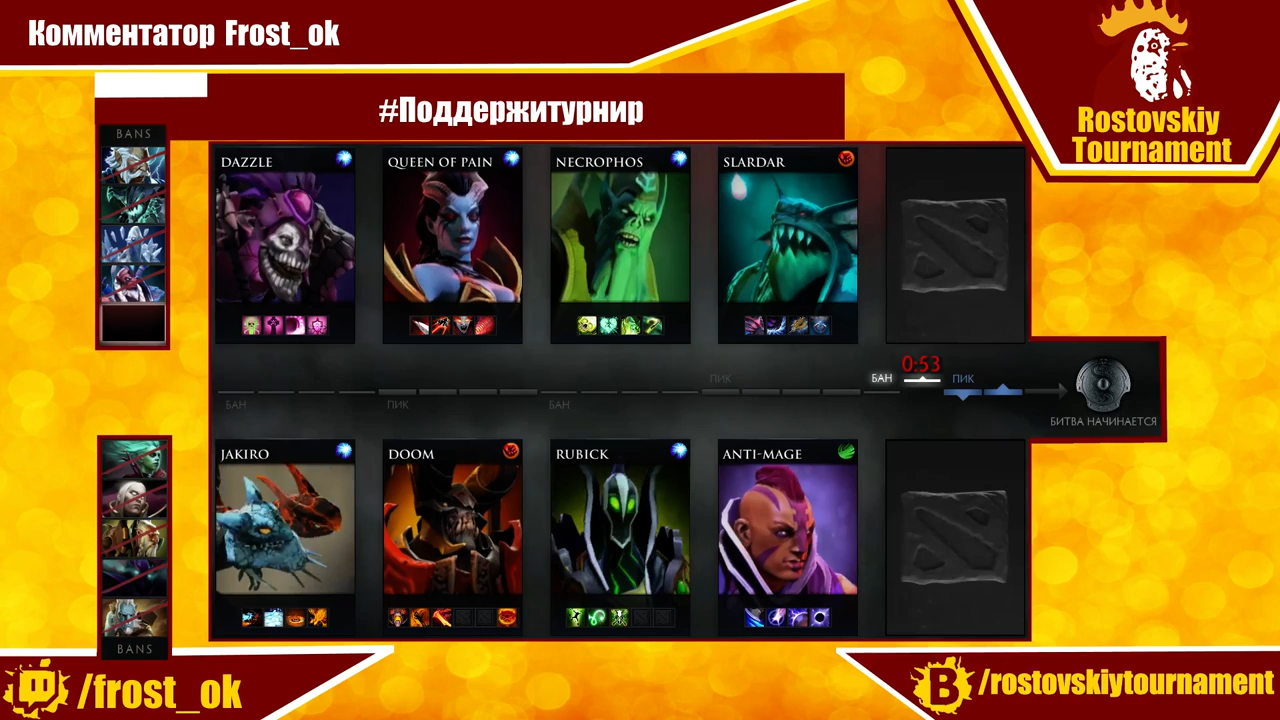 Комментатор Frost_ok
#Поддержитурнир
Rostovskiy
Tournament
BANS
DAZZLE
QUEEN OF PAIN
NECROPHOS
SLARDAR
ПИК
БАН
0:53
ПИК
БАН
ПИК
БАН
БИТВА НАЧИНАЕТСЯ
JAKIRO
DOOM
RUBICK
ANTI-MAGE
BANS
/frost_ok
B
/rostovskiytournament